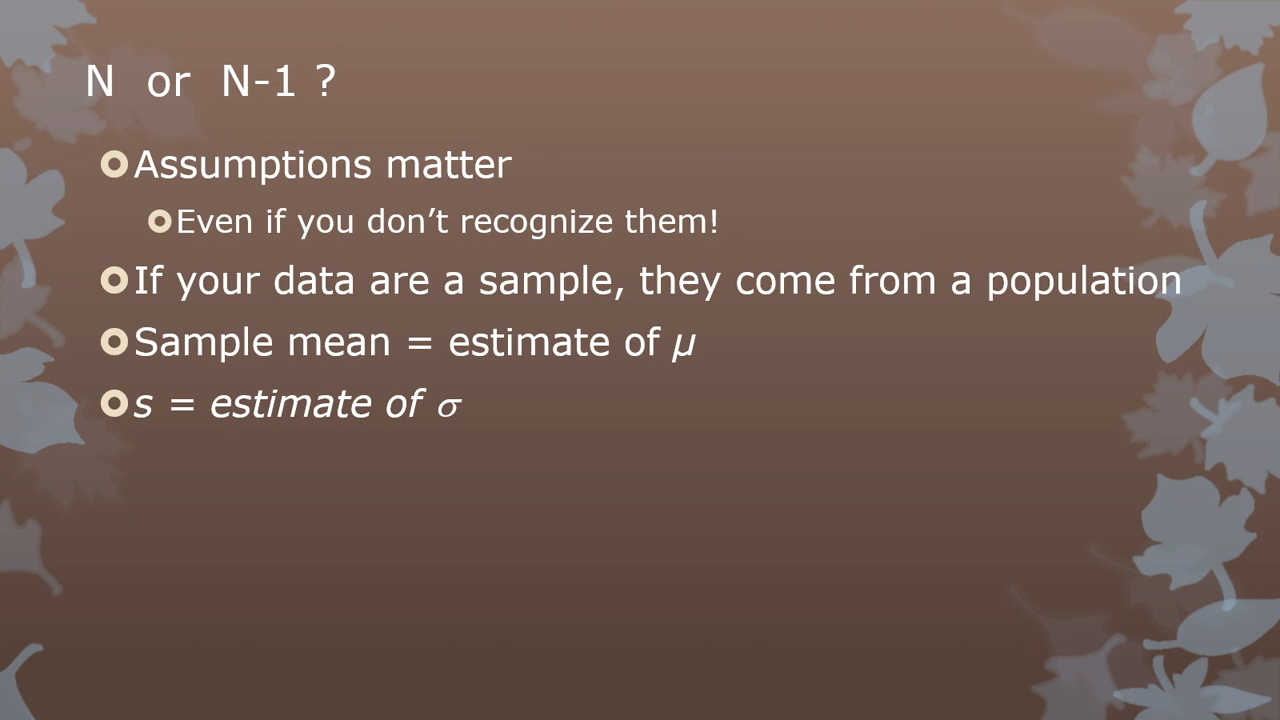 N or N-1 ?
Assumptions matter
Even if you don’t recognize them!
If your data are a sample, they come from a population
Sample mean = estimate of μ
s = estimate of σ